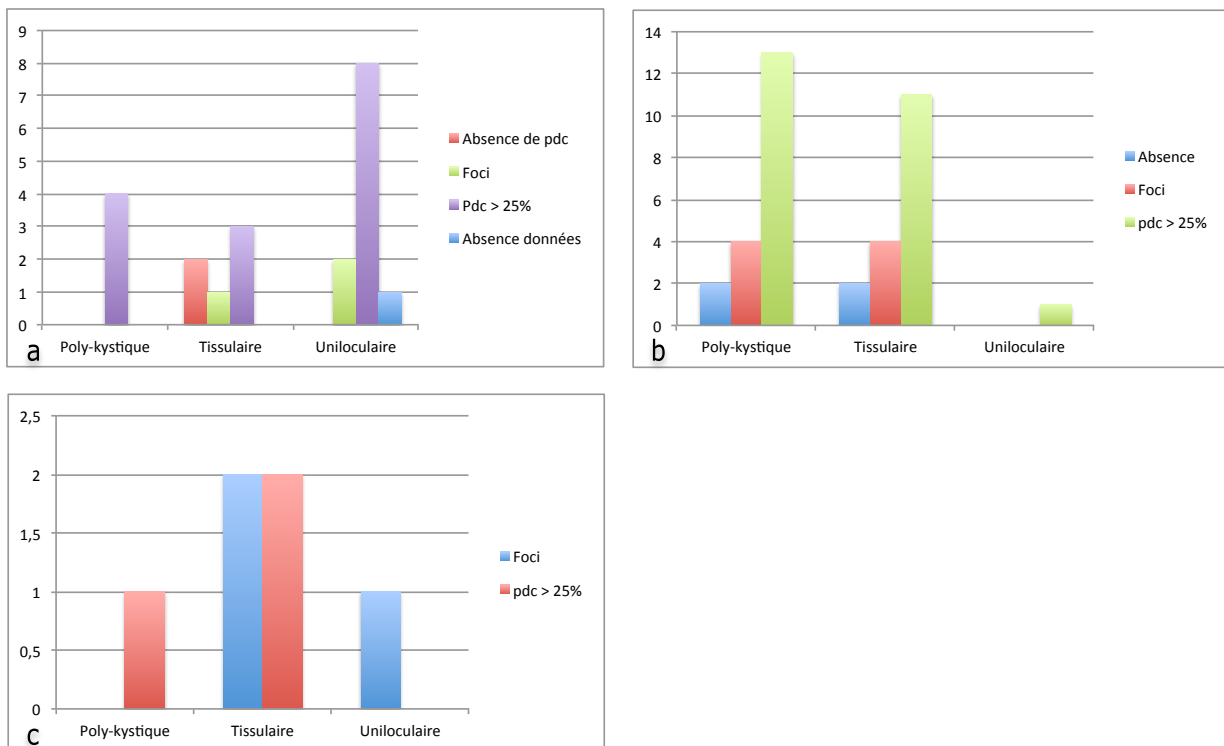 9
8
7
6
5
4
3
2
1
0
Poly-kystique Tissulaire Uniloculaire
Absence de pdc
Foci
Pdc > 25%
Absence données
a
14
12
10
8
6
4
2
0
Poly-kystique Tissulaire Uniloculaire
Absence
Foci
pdc > 25%
b
2,5
2
1,5
1
0,5
0
Poly-kystique Tissulaire Uniloculaire
Foci
pdc > 25%
c